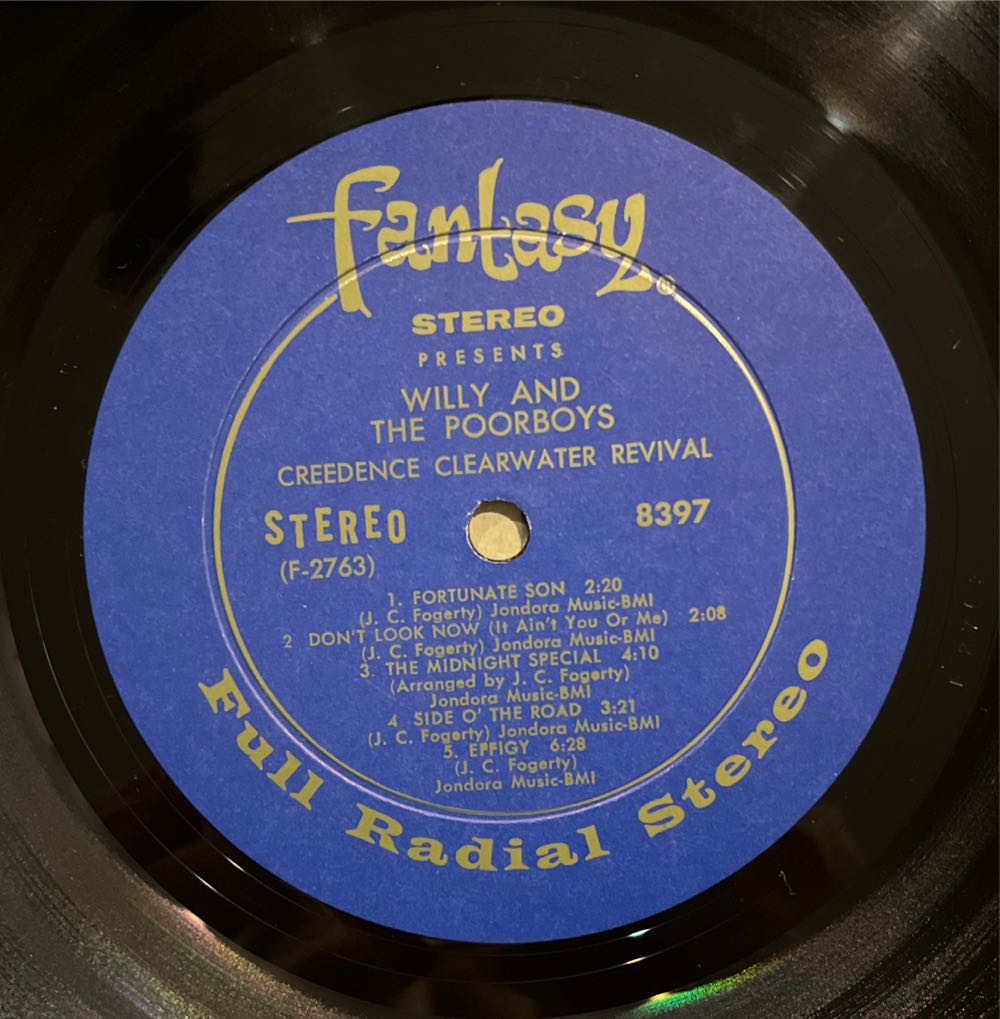 Fantasy®
STEREO
PRESENTS
WILLY AND
THE POORBOYS
CREEDENCE CLEARWATER REVIVAL
STEREO 8397
(F-2763)
1. FORTUNATE SON 2:20
(J. C. Fogerty) Jondora Music-BMI
2 DON'T LOOK NOW (It Ain't You Or Me) 2:08
(J. C. Fogerty) Jondora Music-BMI
3. THE MIDNIGHT SPECIAL 4:10
(Arranged by J. C. Fogerty)
Jondora Music-BMI
4. SIDE O' THE ROAD 3:21
(J. C. Fogerty) Jondora Music-BMI
5. EFFIGY 6:28
(J. C. Fogerty)
Jondora Music-BMI
Full Radial Stereo